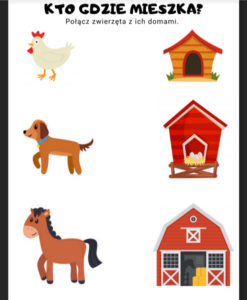 KTO GDZIE MIESZKA?
Połącz zwierzęta z ich domami.